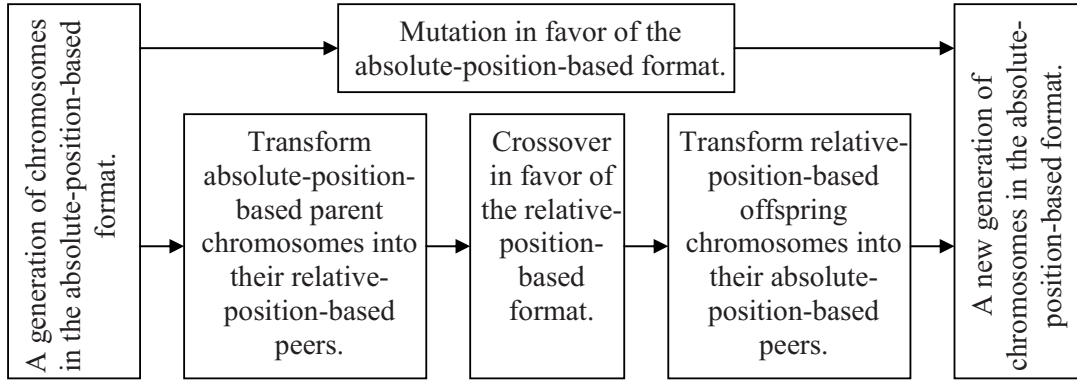 A generation of chromosomes
in the absolute-position-based
format.
Mutation in favor of the
absolute-position-based format.
Transform
absolute-position-
based parent
chromosomes into
their relative-
position-based
peers.
Crossover
in favor of
the relative-
position-
based
format.
Transform relative-
position-based
offspring
chromosomes into
their absolute-
position-based
peers.
A new generation of
chromosomes in the absolute-
position-based format.